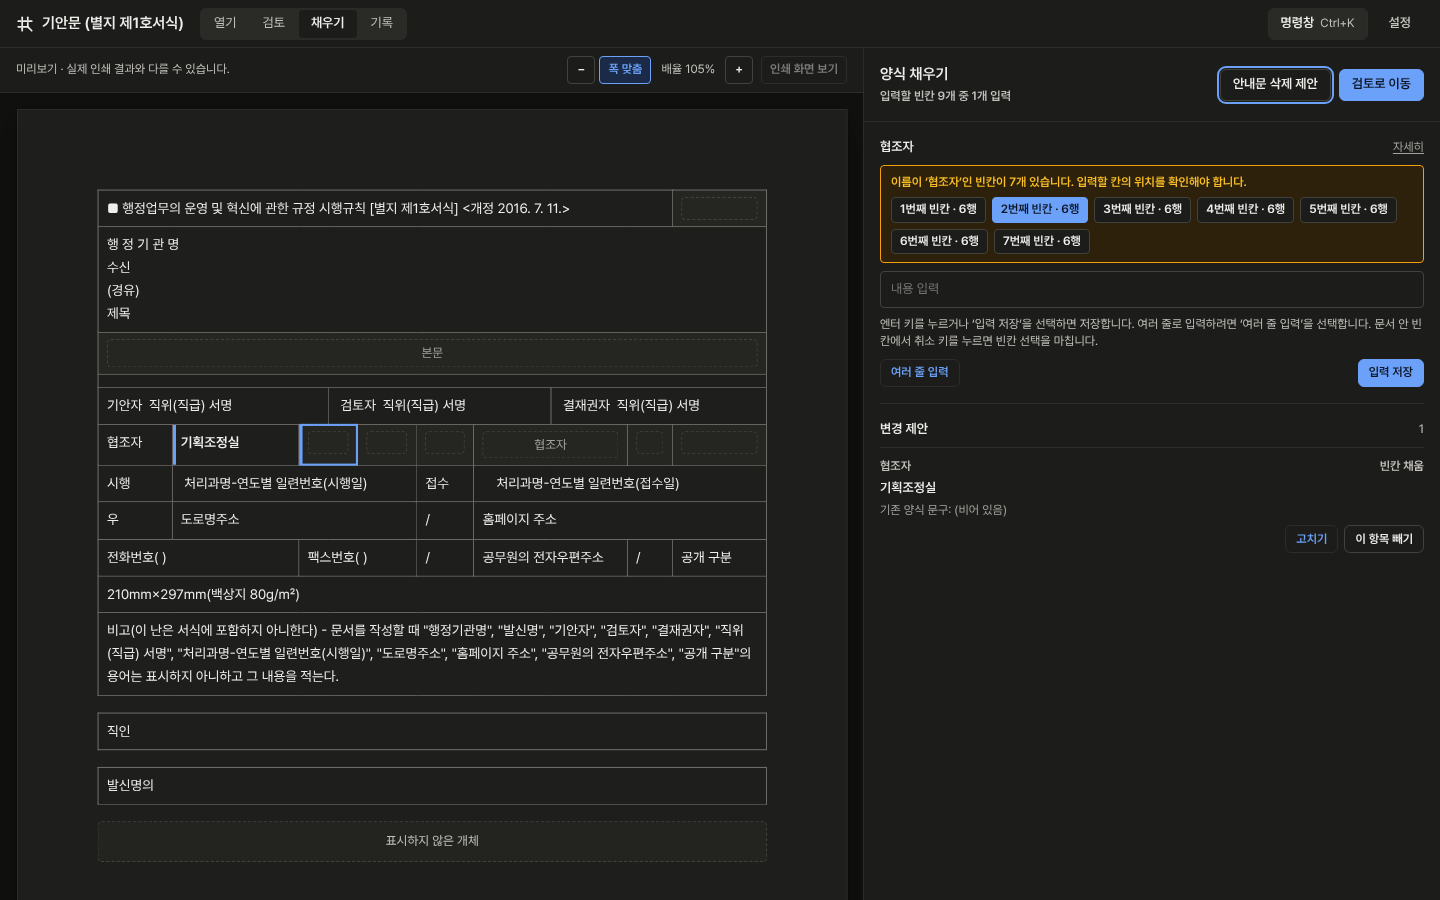 기안문 (별지 제1호서식)
열기 검토 채우기 기록
명령창 Ctrl+K 설정
미리보기 · 실제 인쇄 결과와 다를 수 있습니다.
− 폭 맞춤 배율 105% + 인쇄 화면 보기
■ 행정업무의 운영 및 혁신에 관한 규정 시행규칙 [별지 제1호서식] <개정 2016. 7. 11.>
행 정 기 관 명
수신
(경유)
제목
본문
기안자 직위(직급) 서명 검토자 직위(직급) 서명 결재권자 직위(직급) 서명
협조자 기획조정실 협조자
시행 처리과명-연도별 일련번호(시행일) 접수 처리과명-연도별 일련번호(접수일)
우 도로명주소 / 홈페이지 주소
전화번호( ) 팩스번호( ) / 공무원의 전자우편주소 / 공개 구분
210mm×297mm(백상지 80g/m²)
비고(이 난은 서식에 포함하지 아니한다) - 문서를 작성할 때 "행정기관명", "발신명", "기안자", "검토자", "결재권자", "직위
(직급) 서명", "처리과명-연도별 일련번호(시행일)", "도로명주소", "홈페이지 주소", "공무원의 전자우편주소", "공개 구분"의
용어는 표시하지 아니하고 그 내용을 적는다.
직인
발신명의
표시하지 않은 개체
양식 채우기
입력할 빈칸 9개 중 1개 입력
안내문 삭제 제안 검토로 이동
협조자 자세히
이름이 ‘협조자’인 빈칸이 7개 있습니다. 입력할 칸의 위치를 확인해야 합니다.
1번째 빈칸 · 6행 2번째 빈칸 · 6행 3번째 빈칸 · 6행 4번째 빈칸 · 6행 5번째 빈칸 · 6행
6번째 빈칸 · 6행 7번째 빈칸 · 6행
내용 입력
엔터 키를 누르거나 ‘입력 저장’을 선택하면 저장합니다. 여러 줄로 입력하려면 ‘여러 줄 입력’을 선택합니다. 문서 안 빈
칸에서 취소 키를 누르면 빈칸 선택을 마칩니다.
여러 줄 입력 입력 저장
변경 제안 1
협조자 빈칸 채움
기획조정실
기존 양식 문구: (비어 있음)
고치기 이 항목 빼기